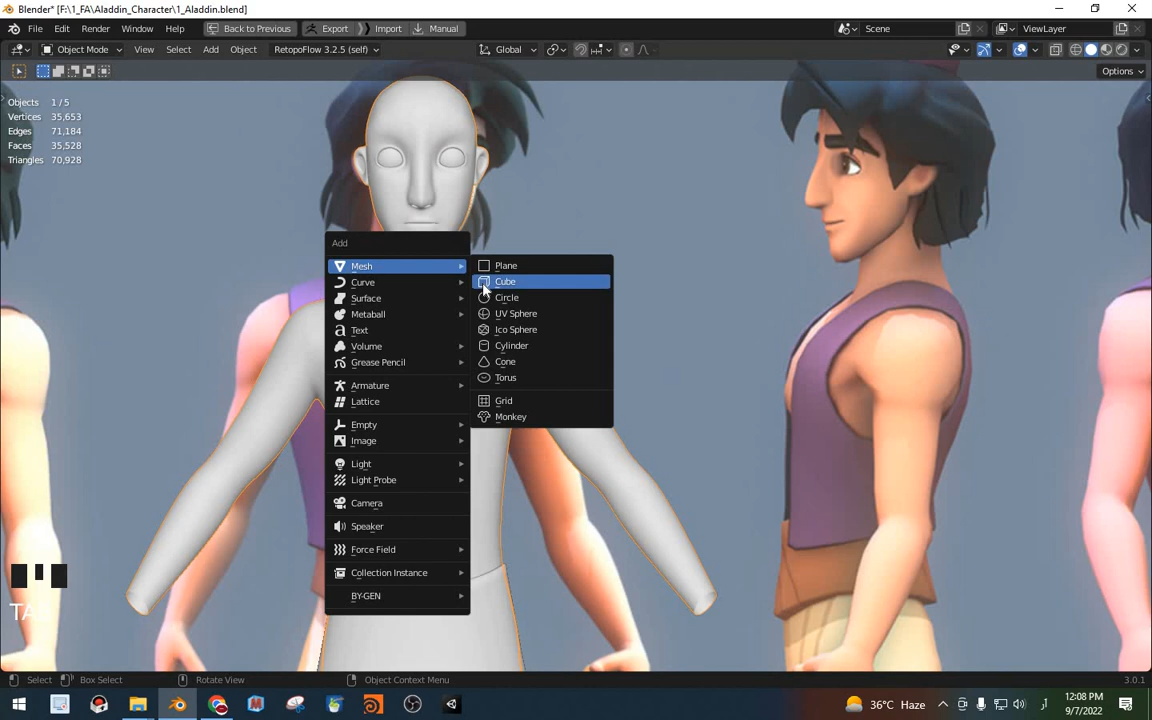 Blender* [F:\1_FA\Aladdin_Character\1_Aladdin.blend]
File Edit Render Window Help Back to Previous Export Import Manual Scene ViewLayer
Object Mode View Select Add Object RetopoFlow 3.2.5 (self) Global
Options
Objects 1 / 5
Vertices 35,653
Edges 71,184
Faces 35,528
Triangles 70,928
Add
Mesh
Curve
Surface
Metaball
Text
Volume
Grease Pencil
Armature
Lattice
Empty
Image
Light
Light Probe
Camera
Speaker
Force Field
Collection Instance
BY-GEN
Plane
Cube
Circle
UV Sphere
Ico Sphere
Cylinder
Cone
Torus
Grid
Monkey
Select Box Select Rotate View Object Context Menu 3.0.1
36°C Haze
12:08 PM
9/7/2022